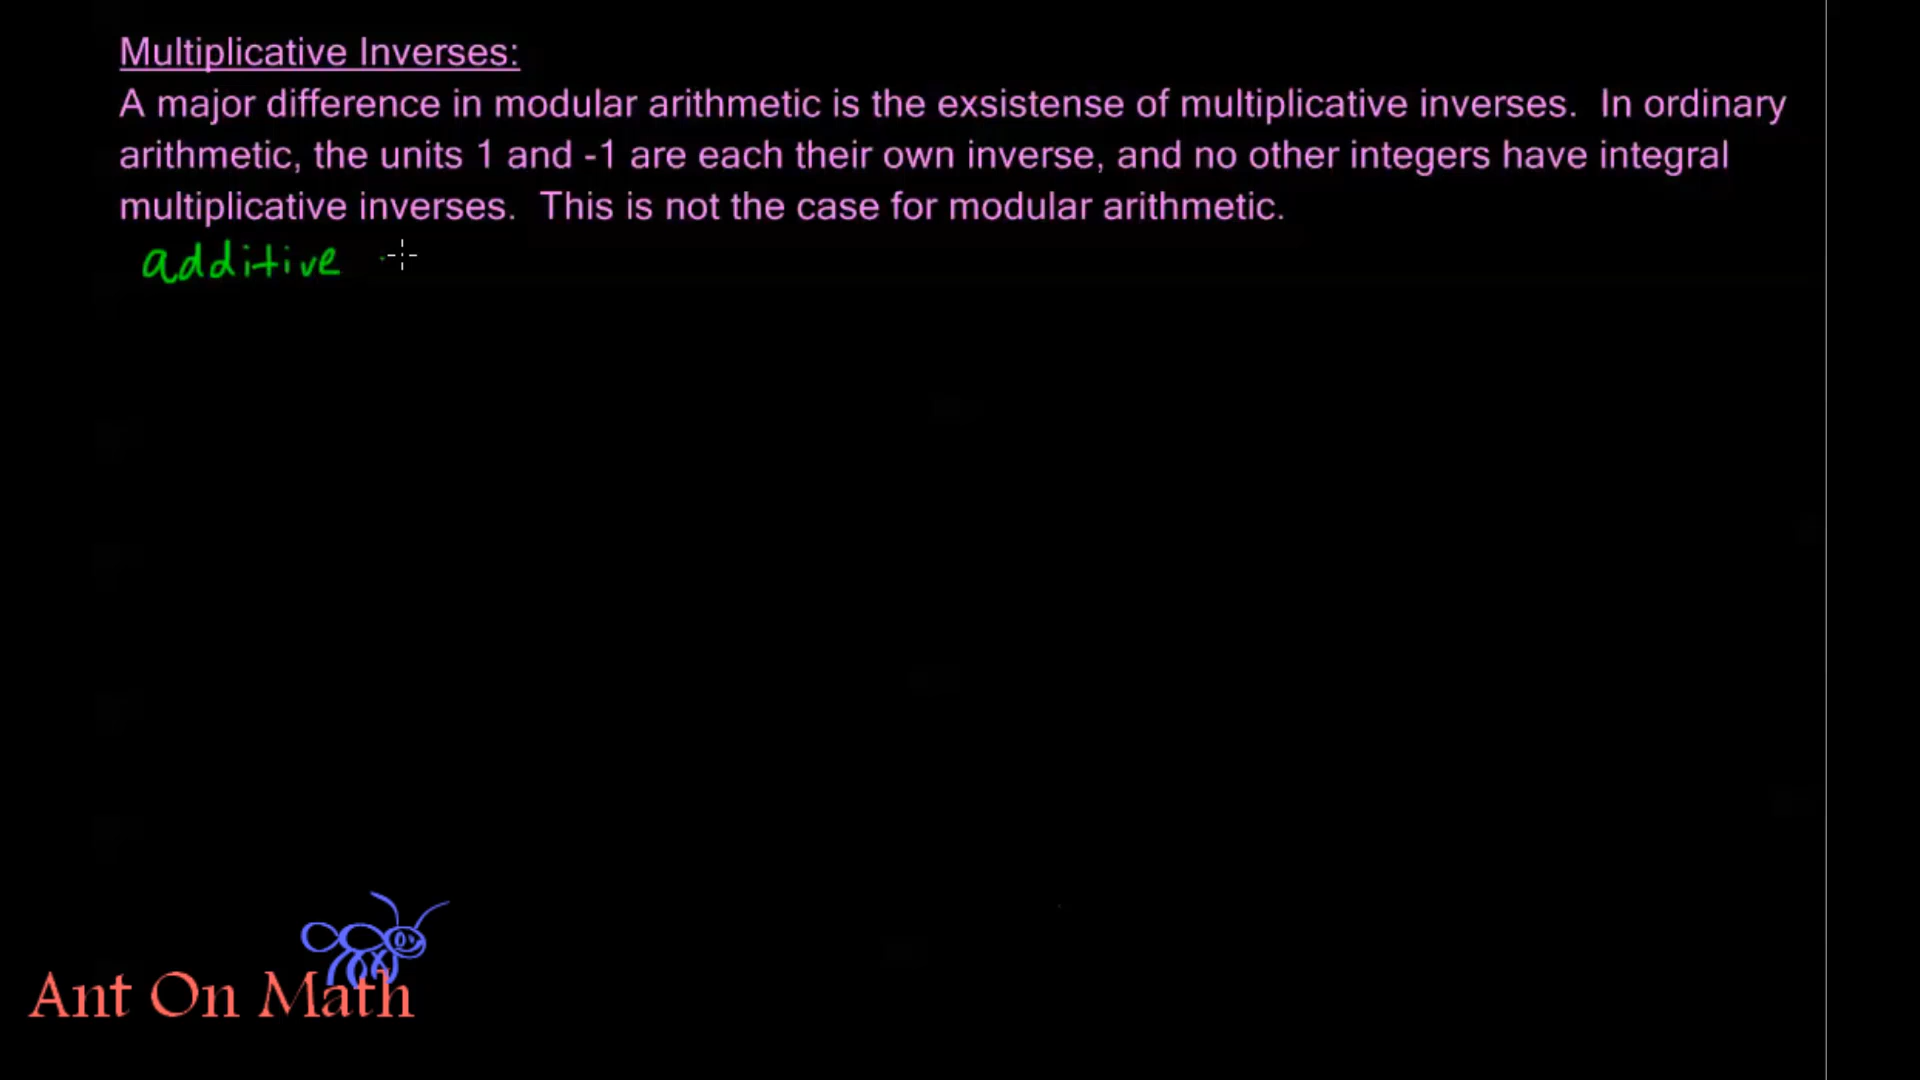 Multiplicative Inverses:
A major difference in modular arithmetic is the exsistense of multiplicative inverses.  In ordinary
arithmetic, the units 1 and -1 are each their own inverse, and no other integers have integral
multiplicative inverses.  This is not the case for modular arithmetic.
additive
Ant On Math